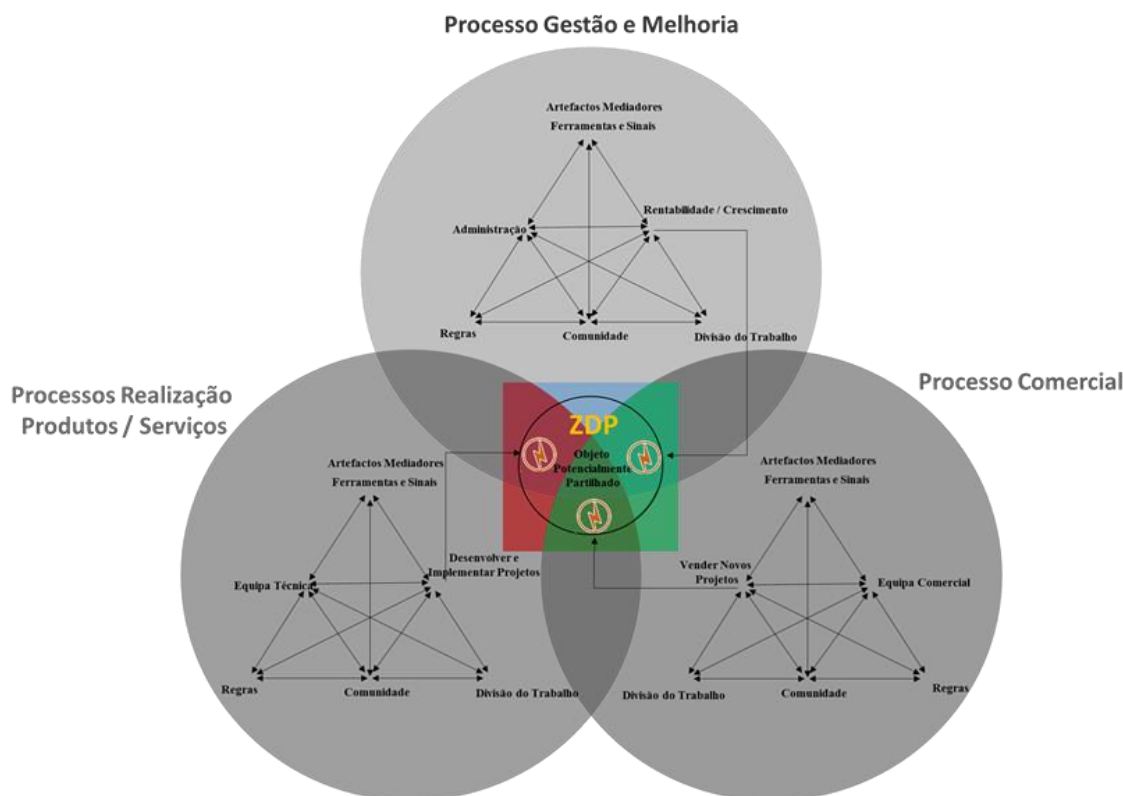 Processo Gestão e Melhoria
Artefactos Mediadores
Ferramentas e Sinais
Rentabilidade / Crescimento
Administração
Regras
Comunidade
Divisão do Trabalho
Processos Realização
Produtos / Serviços
Processo Comercial
ZDP
Objeto
Potencialmente
Partilhado
Artefactos Mediadores
Ferramentas e Sinais
Desenvolver e
Implementar Projetos
Equipa Técnica
Regras
Comunidade
Divisão do Trabalho
Artefactos Mediadores
Ferramentas e Sinais
Vender Novos
Projetos
Equipa Comercial
Divisão do Trabalho
Comunidade
Regras